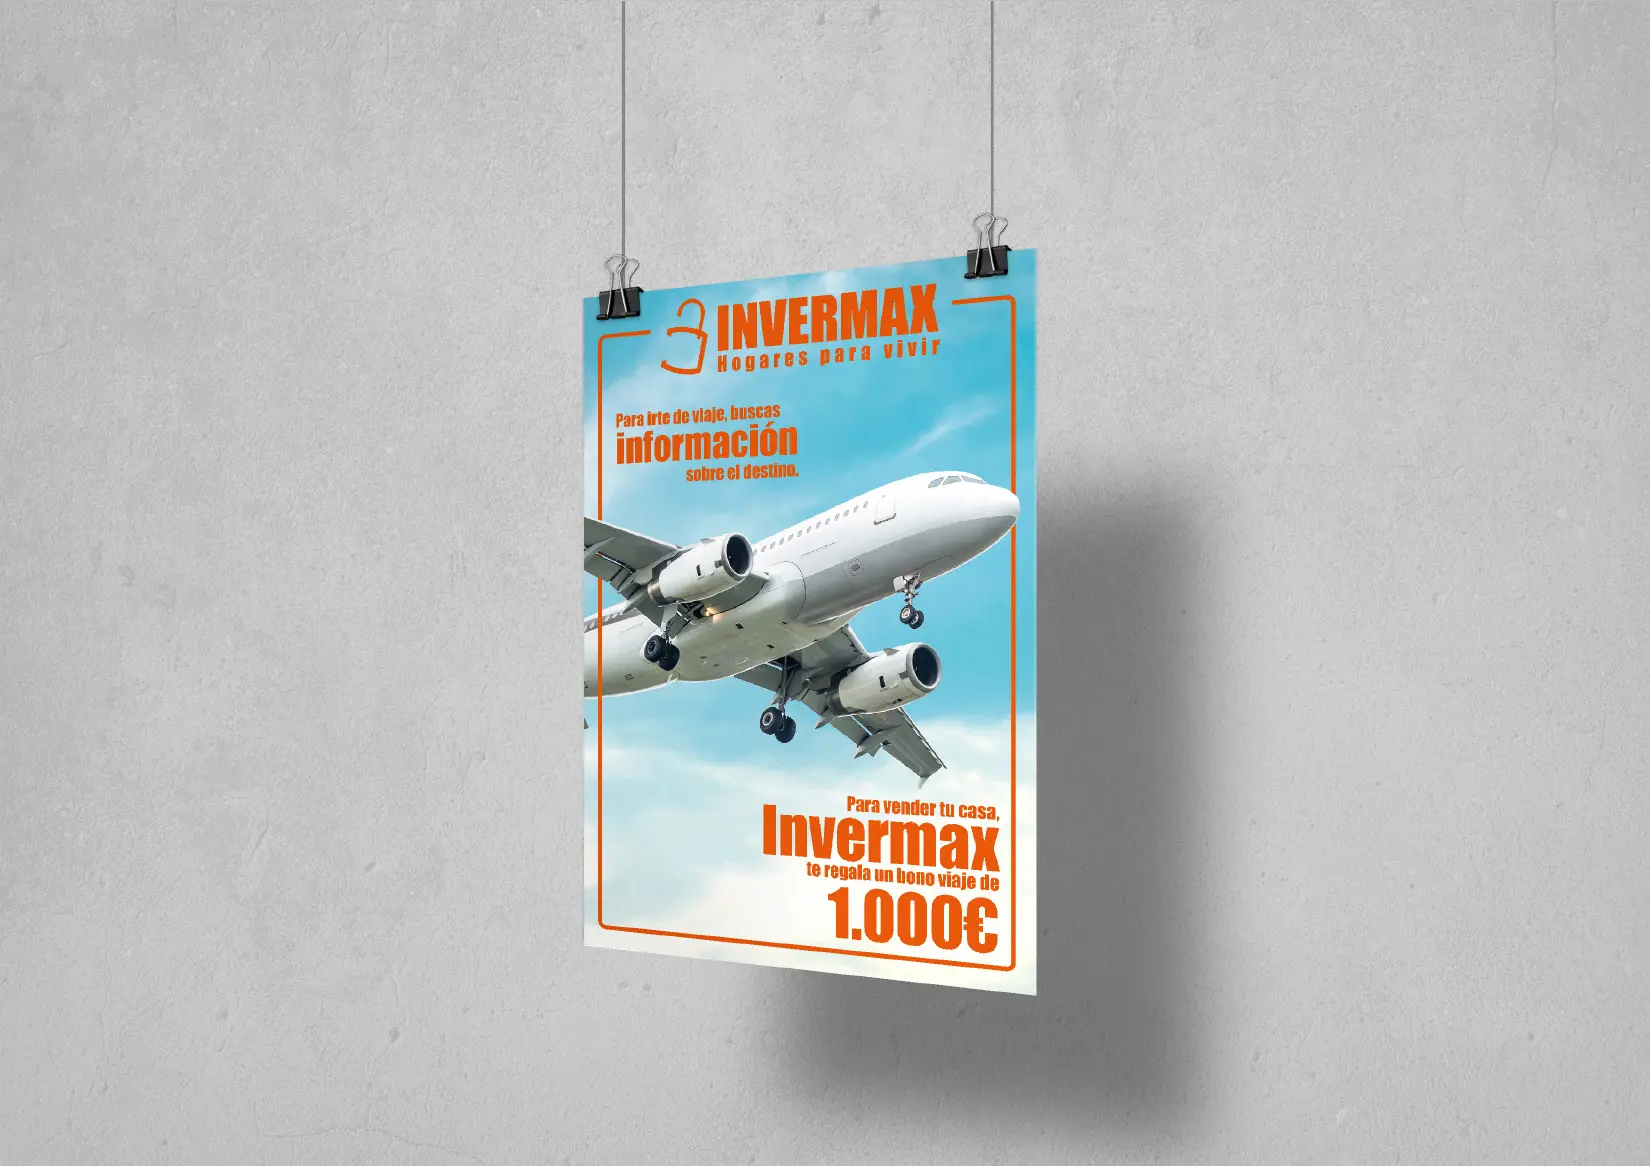 INVERMAX
Hogares para vivir
Para irte de viaje, buscas
información
sobre el destino.
Para vender tu casa,
Invermax
te regala un bono viaje de
1.000€